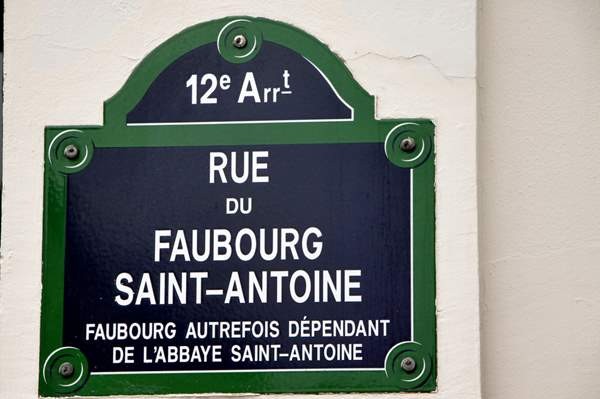 12e Arrt
RUE
DU
FAUBOURG
SAINT–ANTOINE
FAUBOURG AUTREFOIS DÉPENDANT
DE L'ABBAYE SAINT–ANTOINE